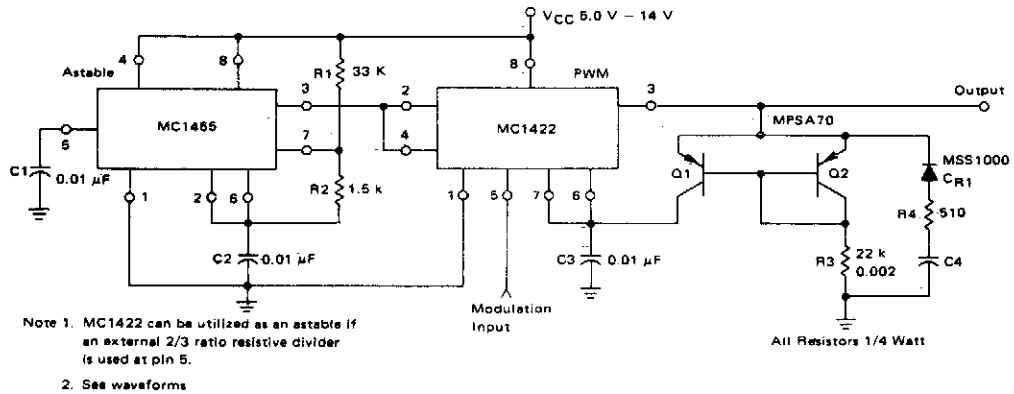 VCC 5.0 V – 14 V
4
8
R1
33 K
8
Astable
3
2
PWM
3
Output
MC1455
MC1422
MPSA70
5
7
4
Q1
Q2
MSS1000
CR1
C1
0.01 µF
R2
1.5 k
R4
510
1
2
6
1
5
7
6
C2
0.01 µF
C3
0.01 µF
R3
22 k
0.002
C4
Modulation
Input
All Resistors 1/4 Watt
Note 1. MC1422 can be utilized as an astable if
an external 2/3 ratio resistive divider
is used at pin 5.
2. See waveforms